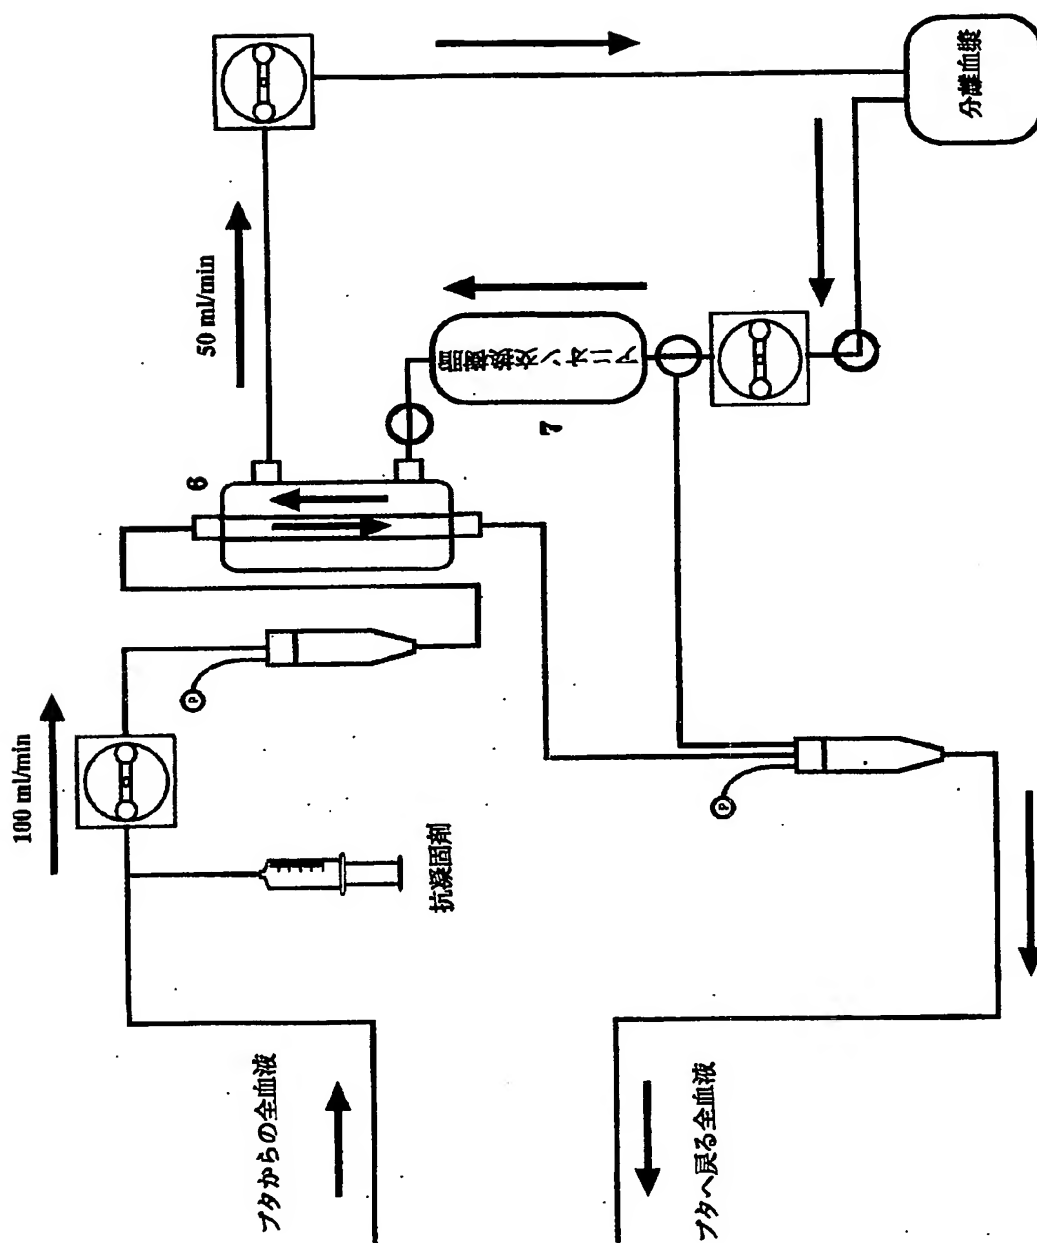 100 ml/min
P
6
50 ml/min
ブタからの全血液
抗凝固剤
アニオン交換樹脂
7
ブタへ戻る全血液
P
分離血漿